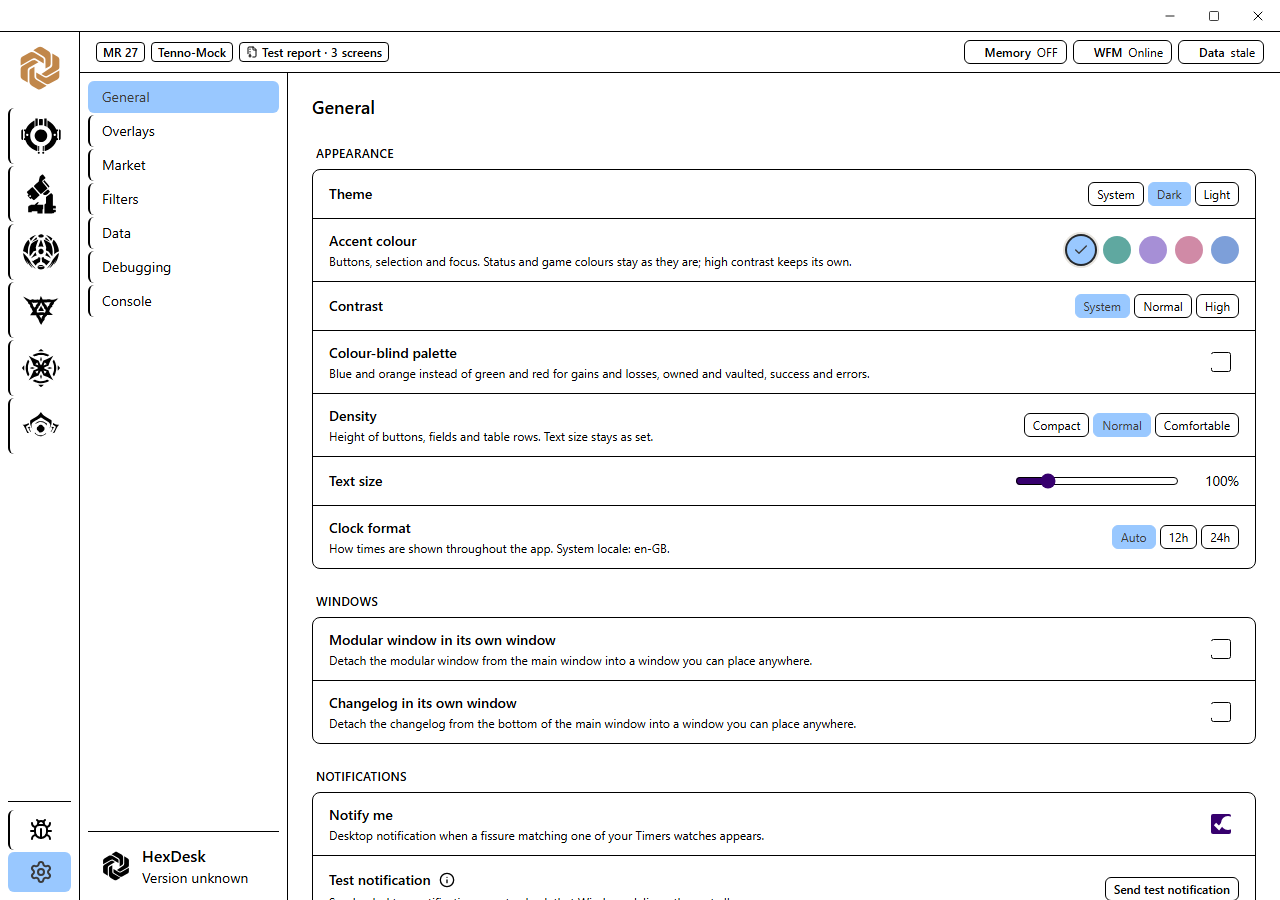 MR 27
Tenno-Mock
Test report · 3 screens
Memory OFF
WFM Online
Data stale
General
Overlays
Market
Filters
Data
Debugging
Console
HexDesk
Version unknown
General
APPEARANCE
Theme
System
Dark
Light
Accent colour
Buttons, selection and focus. Status and game colours stay as they are; high contrast keeps its own.
Contrast
System
Normal
High
Colour-blind palette
Blue and orange instead of green and red for gains and losses, owned and vaulted, success and errors.
Density
Height of buttons, fields and table rows. Text size stays as set.
Compact
Normal
Comfortable
Text size
100%
Clock format
How times are shown throughout the app. System locale: en-GB.
Auto
12h
24h
WINDOWS
Modular window in its own window
Detach the modular window from the main window into a window you can place anywhere.
Changelog in its own window
Detach the changelog from the bottom of the main window into a window you can place anywhere.
NOTIFICATIONS
Notify me
Desktop notification when a fissure matching one of your Timers watches appears.
Test notification
Send test notification